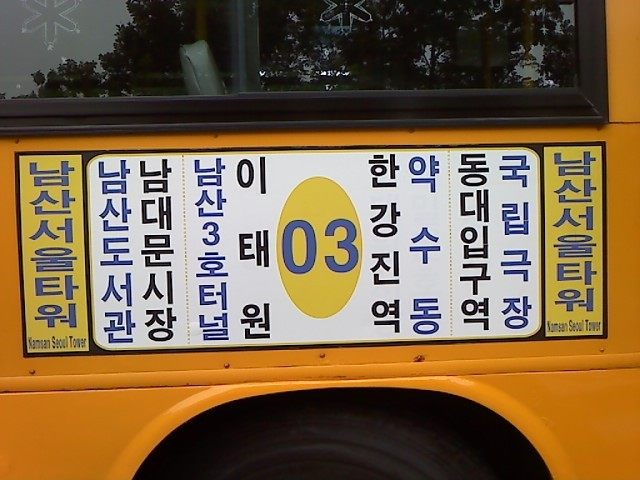 남산서울타워
Namsan Seoul Tower
남산도서관
남대문시장
남산3호터널
이태원
03
한강진역
약수동
동대입구역
국립극장
남산서울타워
Namsan Seoul Tower